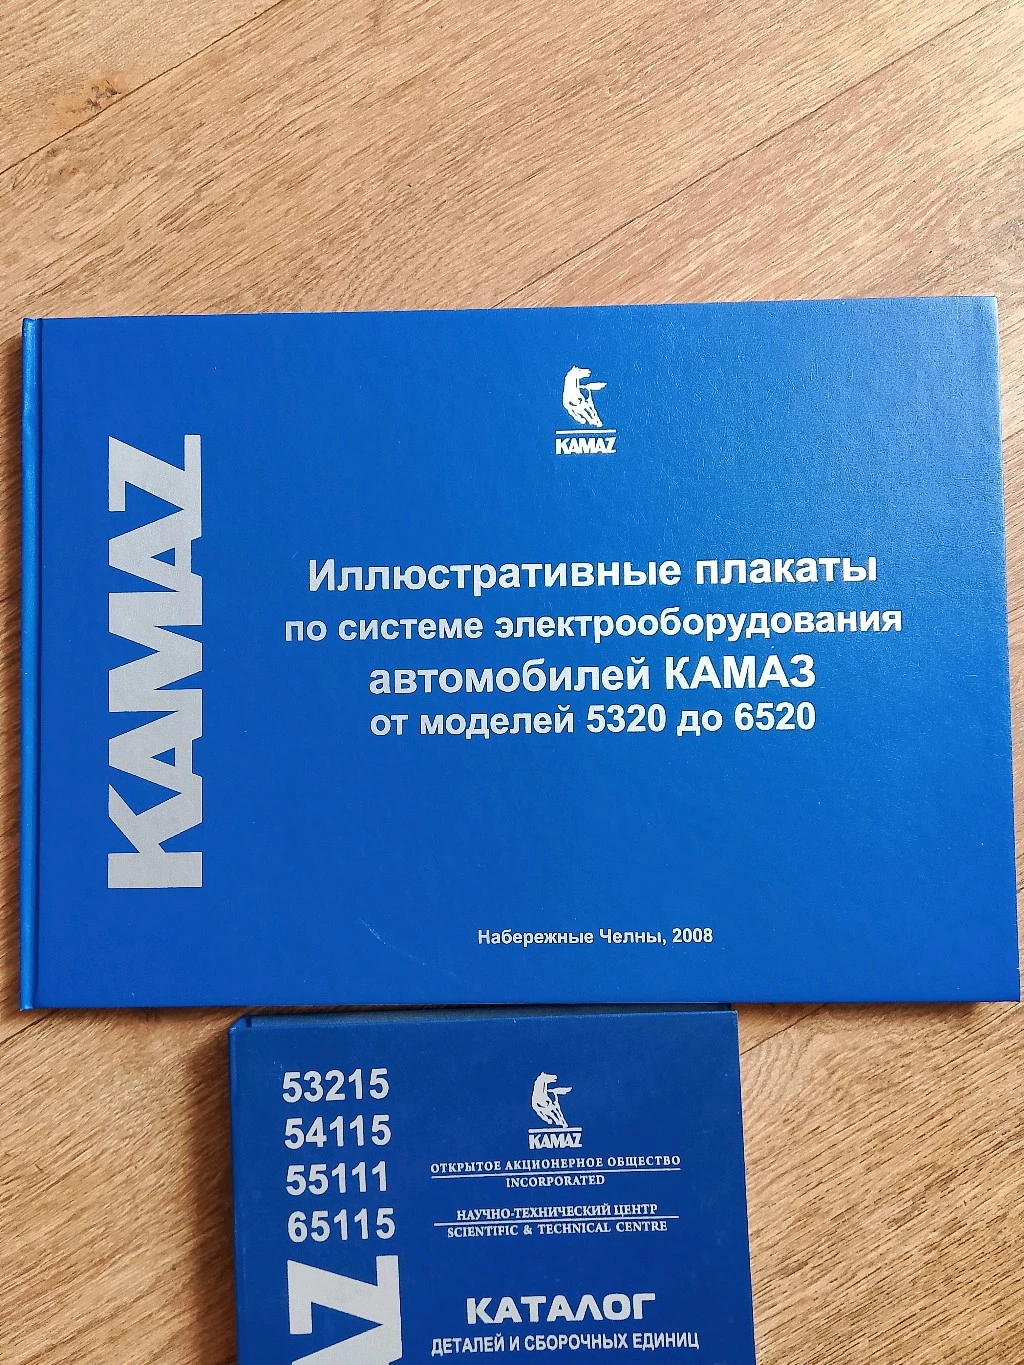 KAMAZ
KAMAZ
Иллюстративные плакаты
по системе электрооборудования
автомобилей КАМАЗ
от моделей 5320 до 6520
Набережные Челны, 2008
53215
54115
55111
65115
KAMAZ
ОТКРЫТОЕ АКЦИОНЕРНОЕ ОБЩЕСТВО
INCORPORATED
НАУЧНО-ТЕХНИЧЕСКИЙ ЦЕНТР
SCIENTIFIC & TECHNICAL CENTRE
AZ
КАТАЛОГ
ДЕТАЛЕЙ И СБОРОЧНЫХ ЕДИНИЦ